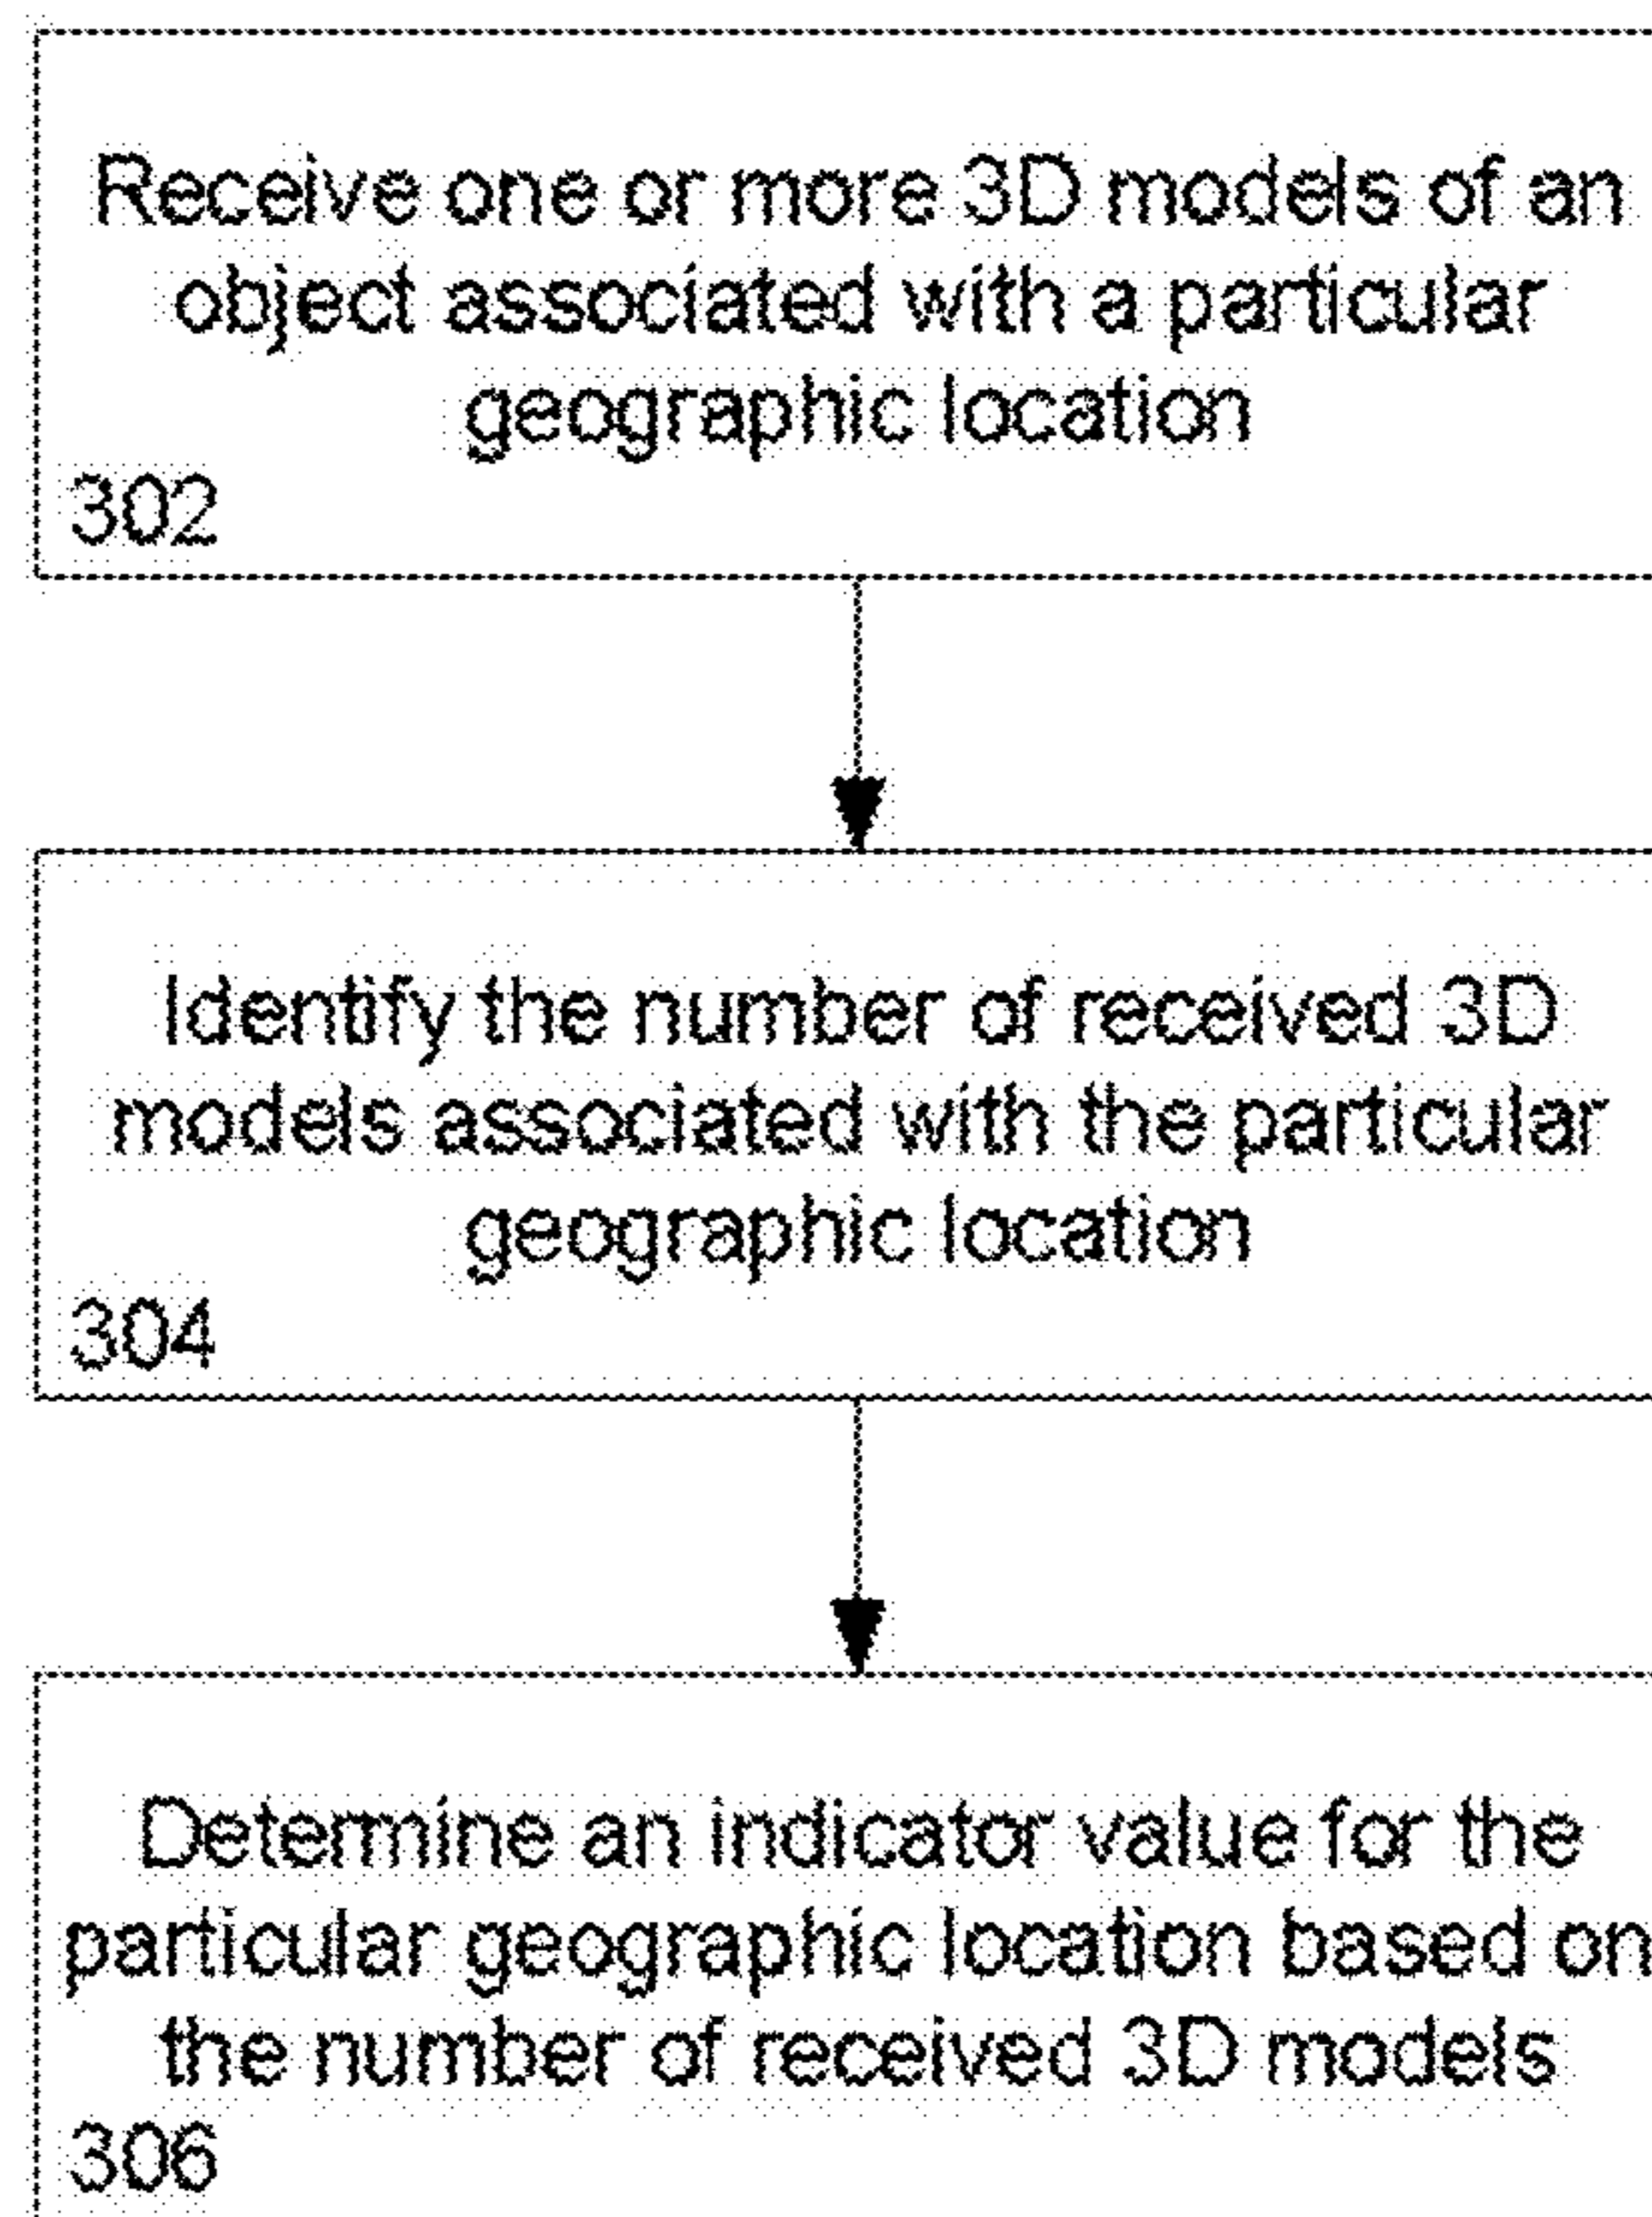 Receive one or more 3D models of an
object associated with a particular
geographic location
302
Identify the number of received 3D
models associated with the particular
geographic location
304
Determine an indicator value for the
particular geographic location based on
the number of received 3D models
306